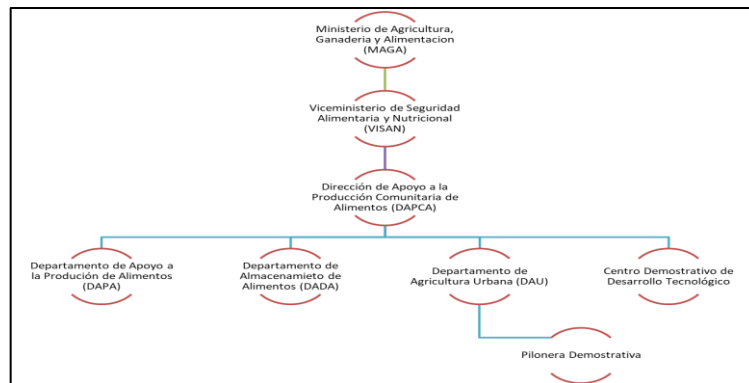 Ministerio de Agricultura,
Ganaderia y Alimentacion
(MAGA)
Viceministerio de Seguridad
Alimentaria y Nutricional
(VISAN)
Dirección de Apoyo a la
Producción Comunitaria de
Alimentos (DAPCA)
Departamento de Apoyo a
la Produción de Alimentos
(DAPA)
Departamento de
Almacenamieto de
Alimentos (DADA)
Departamento de
Agricultura Urbana (DAU)
Centro Demostrativo de
Desarrollo Tecnológico
Pilonera Demostrativa